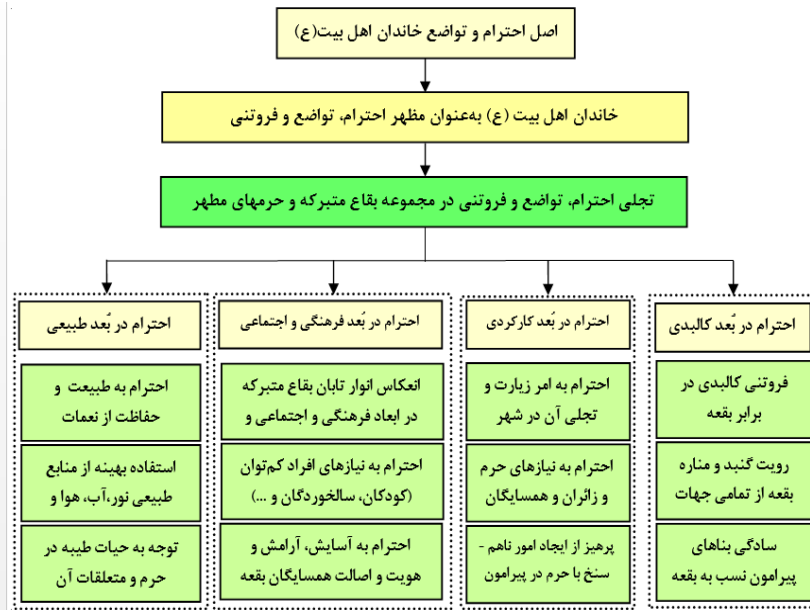 اصل احترام و تواضع خاندان اهل بیت(ع)
خاندان اهل بیت (ع) به‌عنوان مظهر احترام، تواضع و فروتنی
تجلی احترام، تواضع و فروتنی در مجموعه بقاع متبرکه و حرمهای مطهر
احترام در بُعد کالبدی
فروتنی کالبدی در
برابر بقعه
رویت گنبد و مناره
بقعه از تمامی جهات
سادگی بناهای
پیرامون نسب به بقعه
احترام در بُعد کارکردی
احترام به امر زیارت و
تجلی آن در شهر
احترام به نیازهای حرم
و زائران و همسایگان
پرهیز از ایجاد امور ناهم -
سنخ با حرم در پیرامون
احترام در بُعد فرهنگی و اجتماعی
انعکاس انوار تابان بقاع متبرکه
در ابعاد فرهنگی و اجتماعی و
احترام به نیازهای افراد کم‌توان
(کودکان، سالخوردگان و ...)
احترام به آسایش، آرامش و
هویت و اصالت همسایگان بقعه
احترام در بُعد طبیعی
احترام به طبیعت و
حفاظت از نعمات
استفاده بهینه از منابع
طبیعی نور،آب، هوا و
توجه به حیات طیبه در
حرم و متعلقات آن